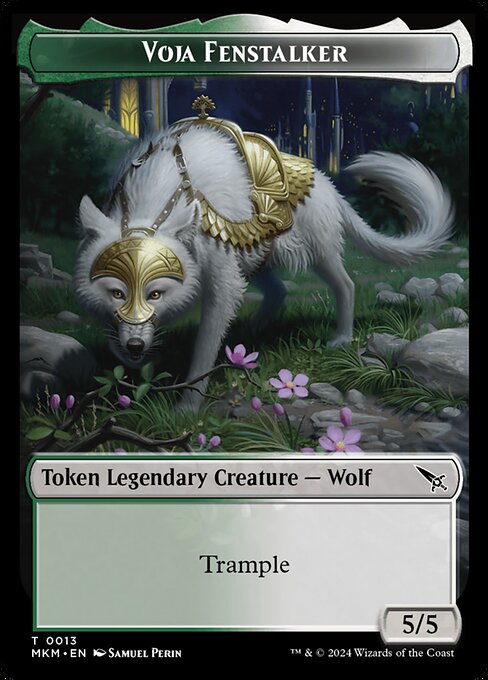 Voja Fenstalker
Token Legendary Creature — Wolf
Trample
5/5
T 0013
MKM • EN Samuel Perin
™ & © 2024 Wizards of the Coast